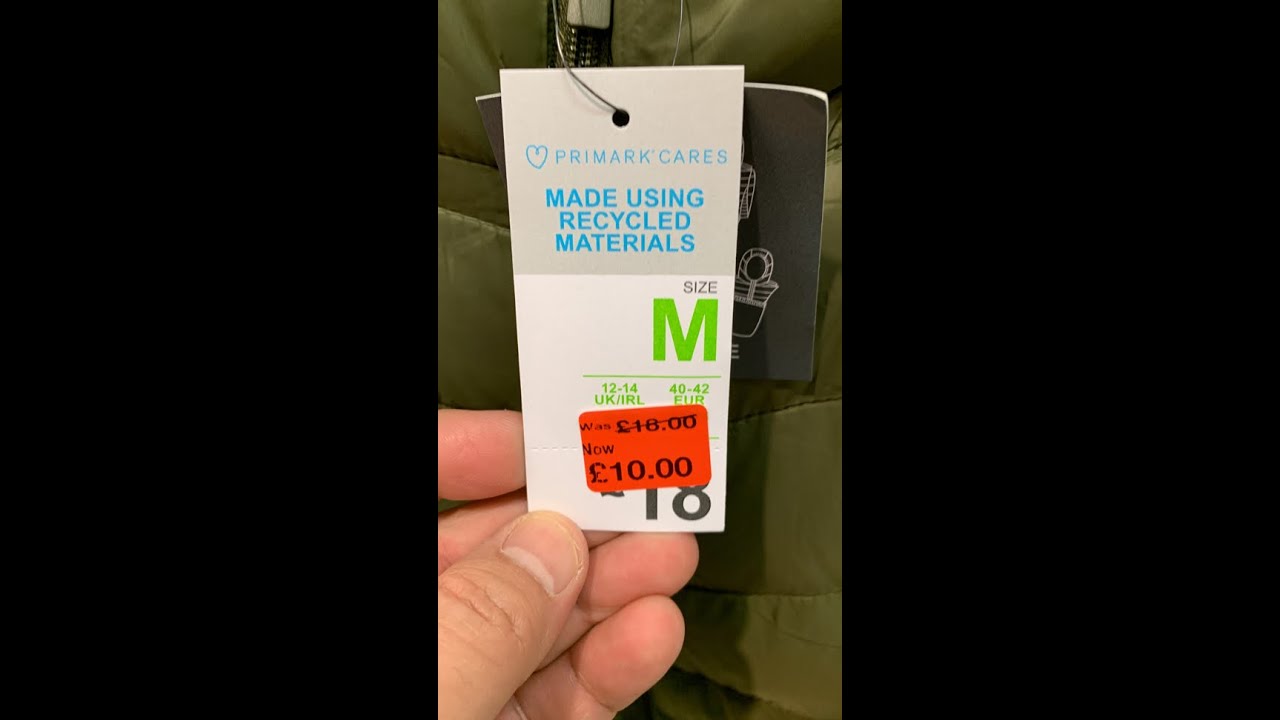 PRIMARK® CARES
MADE USING
RECYCLED
MATERIALS
SIZE
M
12-14 40-42
UK/IRL EUR
Was £18.00
Now
£10.00
18